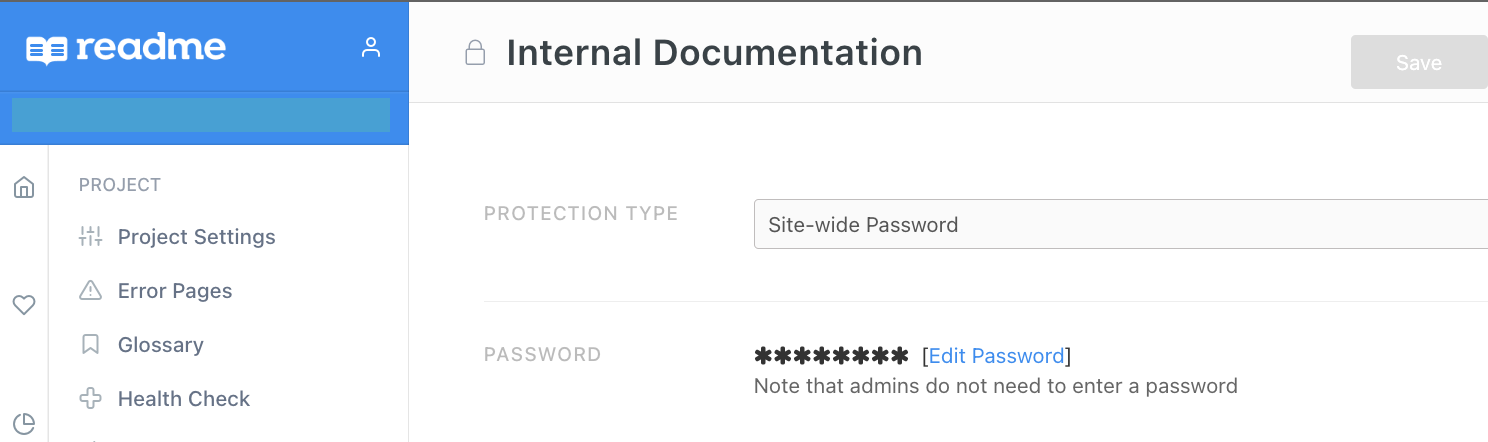 readme
Internal Documentation
Save
PROJECT
Project Settings
Error Pages
Glossary
Health Check
PROTECTION TYPE
Site-wide Password
PASSWORD
✱✱✱✱✱✱✱✱ [Edit Password]
Note that admins do not need to enter a password